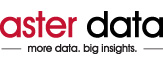 aster data
more data. big insights.